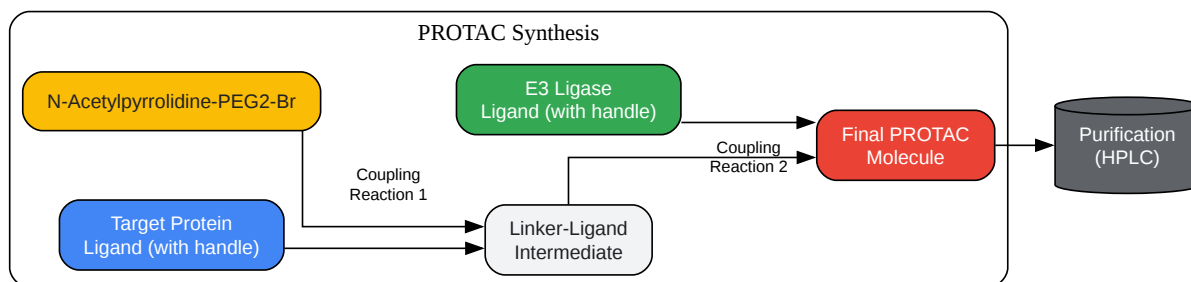 PROTAC Synthesis
N-Acetylpyrrolidine-PEG2-Br
E3 Ligase
Ligand (with handle)
Final PROTAC
Molecule
Purification
(HPLC)
Coupling
Reaction 2
Coupling
Reaction 1
Target Protein
Ligand (with handle)
Linker-Ligand
Intermediate